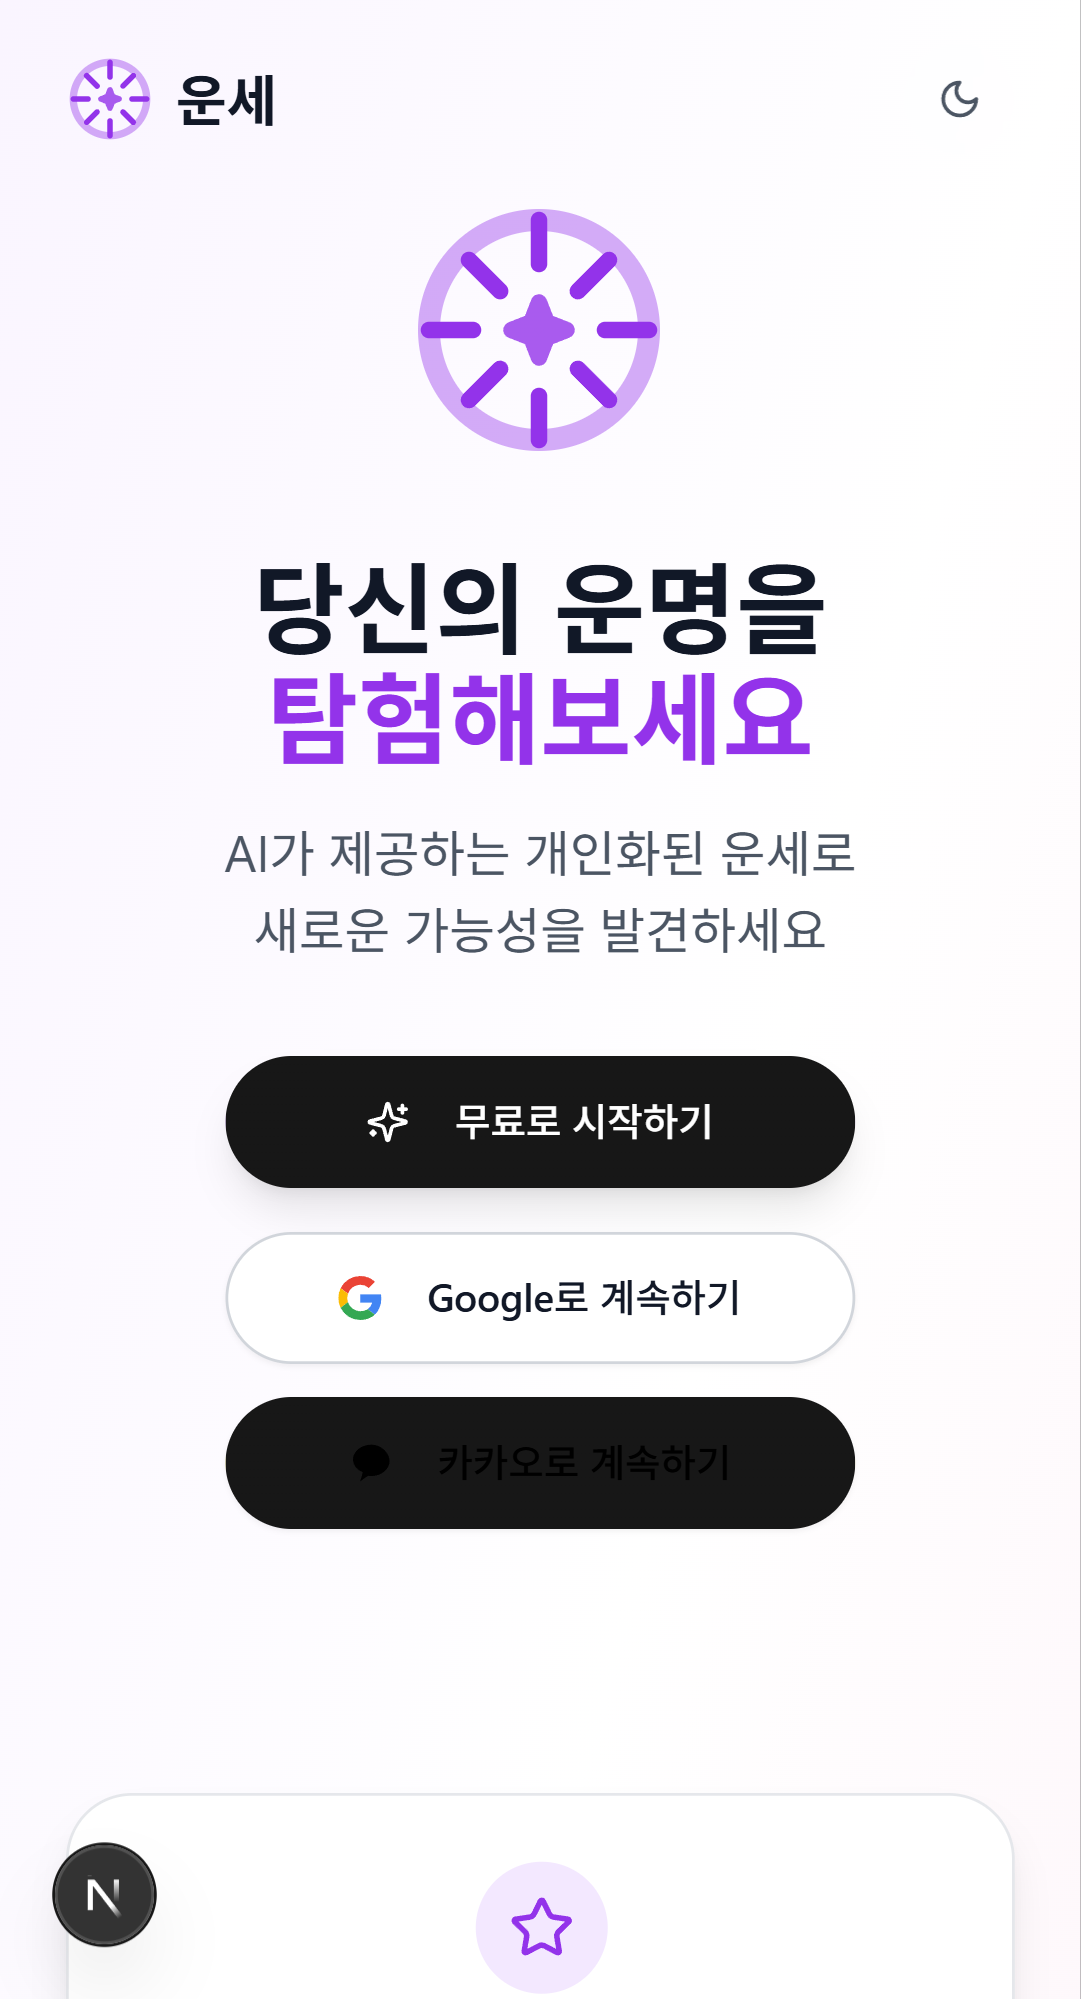 운세
당신의 운명을
탐험해보세요
AI가 제공하는 개인화된 운세로
새로운 가능성을 발견하세요
무료로 시작하기
Google로 계속하기
카카오로 계속하기
N